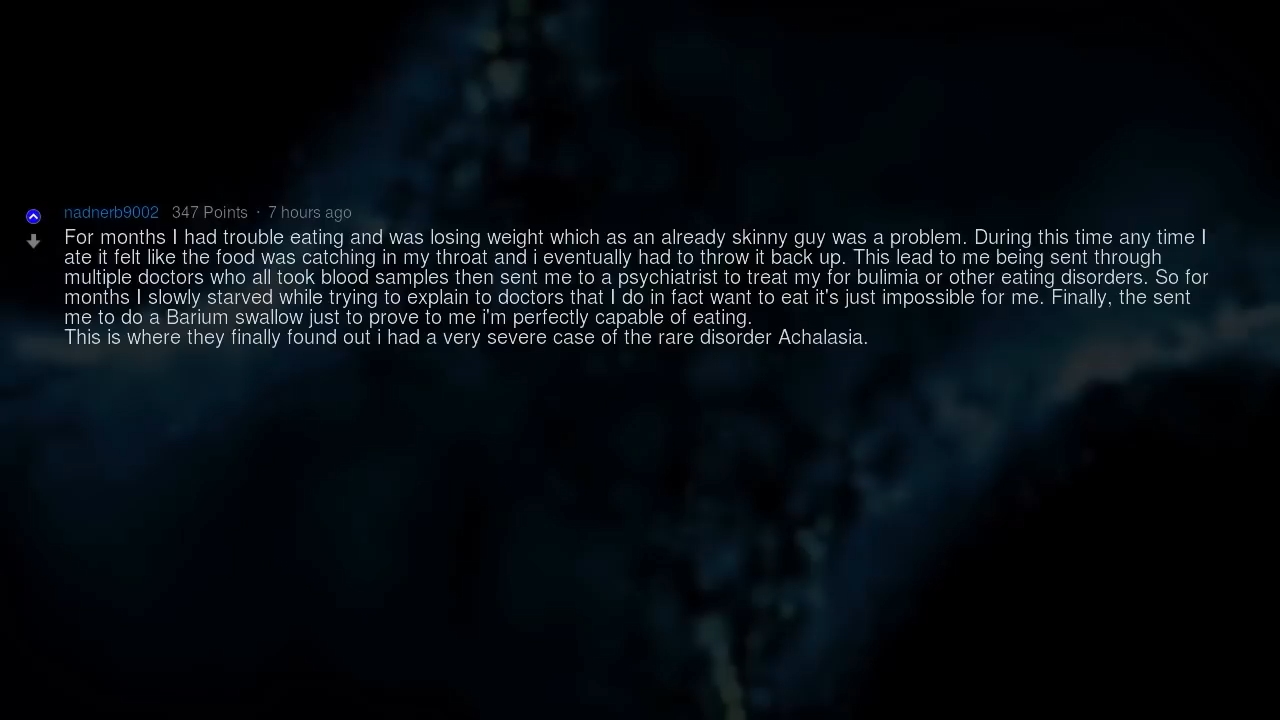 nadnerb9002 347 Points · 7 hours ago
For months I had trouble eating and was losing weight which as an already skinny guy was a problem. During this time any time I
ate it felt like the food was catching in my throat and i eventually had to throw it back up. This lead to me being sent through
multiple doctors who all took blood samples then sent me to a psychiatrist to treat my for bulimia or other eating disorders. So for
months I slowly starved while trying to explain to doctors that I do in fact want to eat it's just impossible for me. Finally, the sent
me to do a Barium swallow just to prove to me i'm perfectly capable of eating.
This is where they finally found out i had a very severe case of the rare disorder Achalasia.